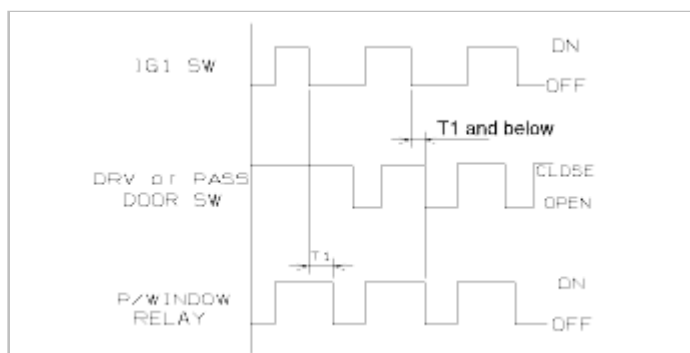 IG1 SW
ON
OFF
T1 and below
DRV or PASS
DOOR SW
CLOSE
OPEN
T1
P/WINDOW
RELAY
ON
OFF